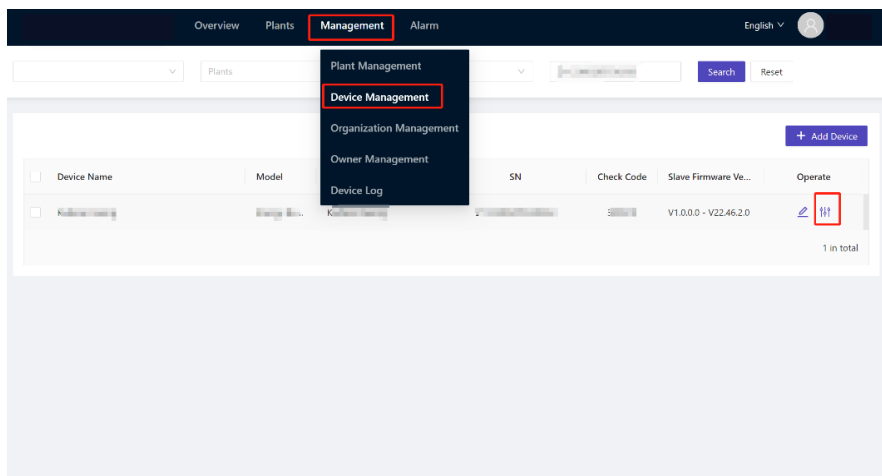 Overview Plants Management Alarm English
Plants Search Reset
Plant Management
Device Management
Organization Management
Owner Management
Device Log
+ Add Device
Device Name Model SN Check Code Slave Firmware Ve... Operate
V1.0.0.0 - V22.46.2.0
1 in total